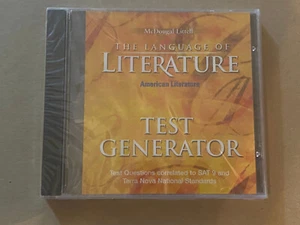 McDougal Littell
THE LANGUAGE OF
LITERATURE
American Literature
TEST
GENERATOR
Test Questions correlated to SAT 9 and
Terra Nova National Standards